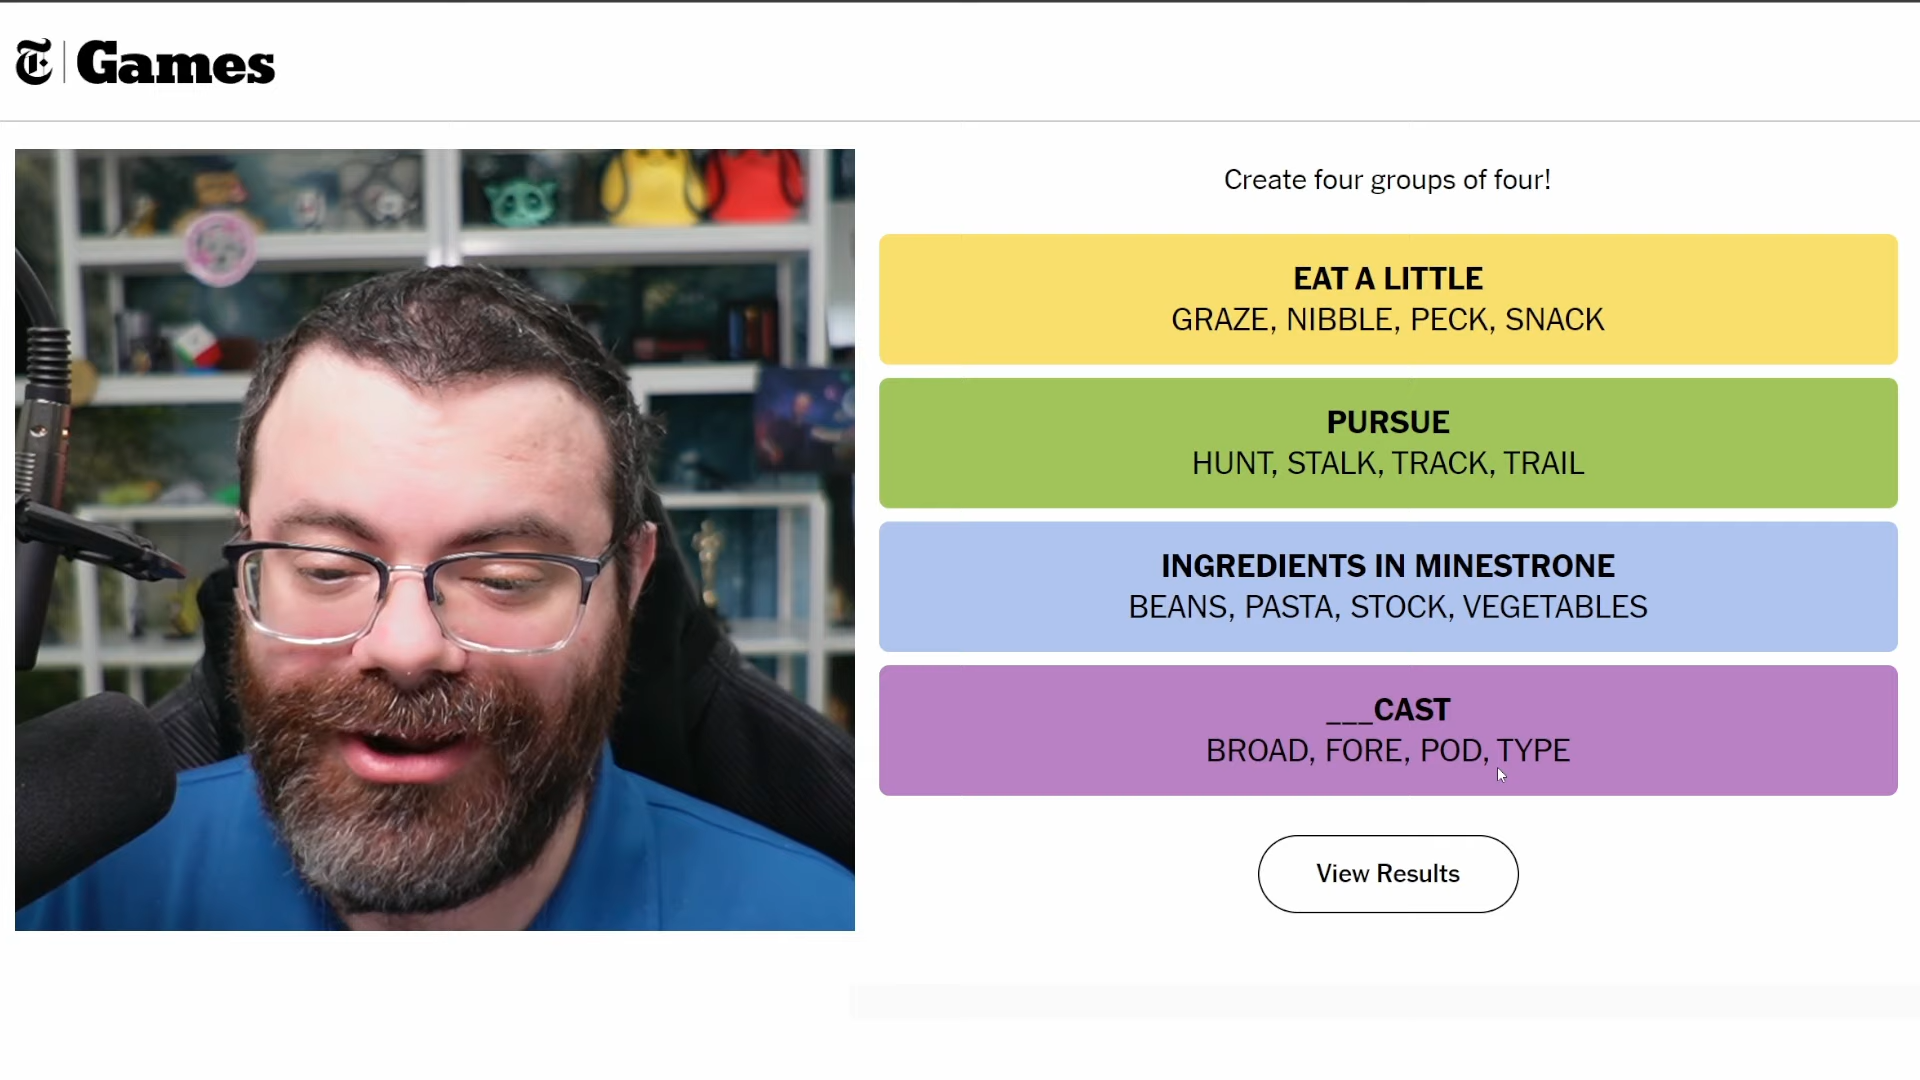 T Games
Create four groups of four!
EAT A LITTLE
GRAZE, NIBBLE, PECK, SNACK
PURSUE
HUNT, STALK, TRACK, TRAIL
INGREDIENTS IN MINESTRONE
BEANS, PASTA, STOCK, VEGETABLES
___CAST
BROAD, FORE, POD, TYPE
View Results